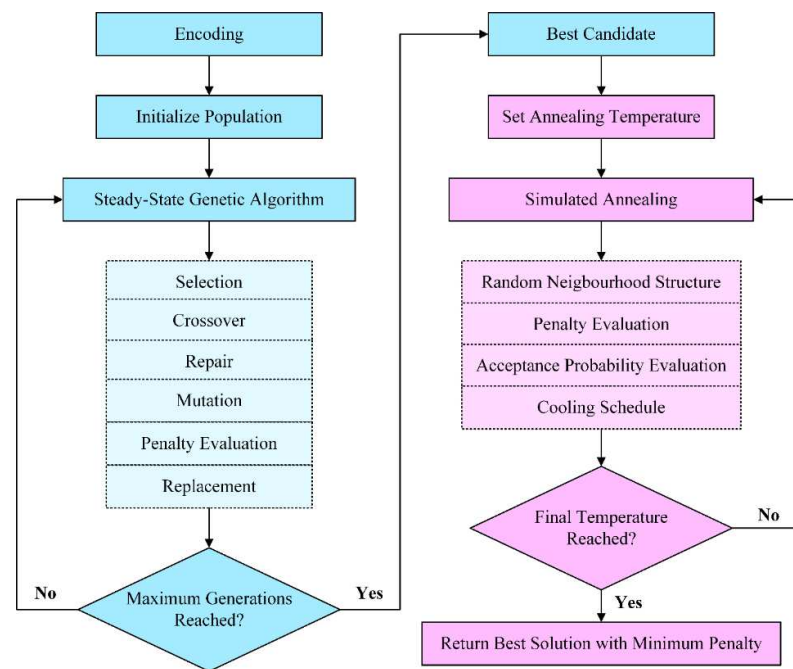 Encoding
Initialize Population
Steady-State Genetic Algorithm
Selection
Crossover
Repair
Mutation
Penalty Evaluation
Replacement
Maximum Generations
Reached?
No
Yes
Best Candidate
Set Annealing Temperature
Simulated Annealing
Random Neigbourhood Structure
Penalty Evaluation
Acceptance Probability Evaluation
Cooling Schedule
Final Temperature
Reached?
No
Yes
Return Best Solution with Minimum Penalty